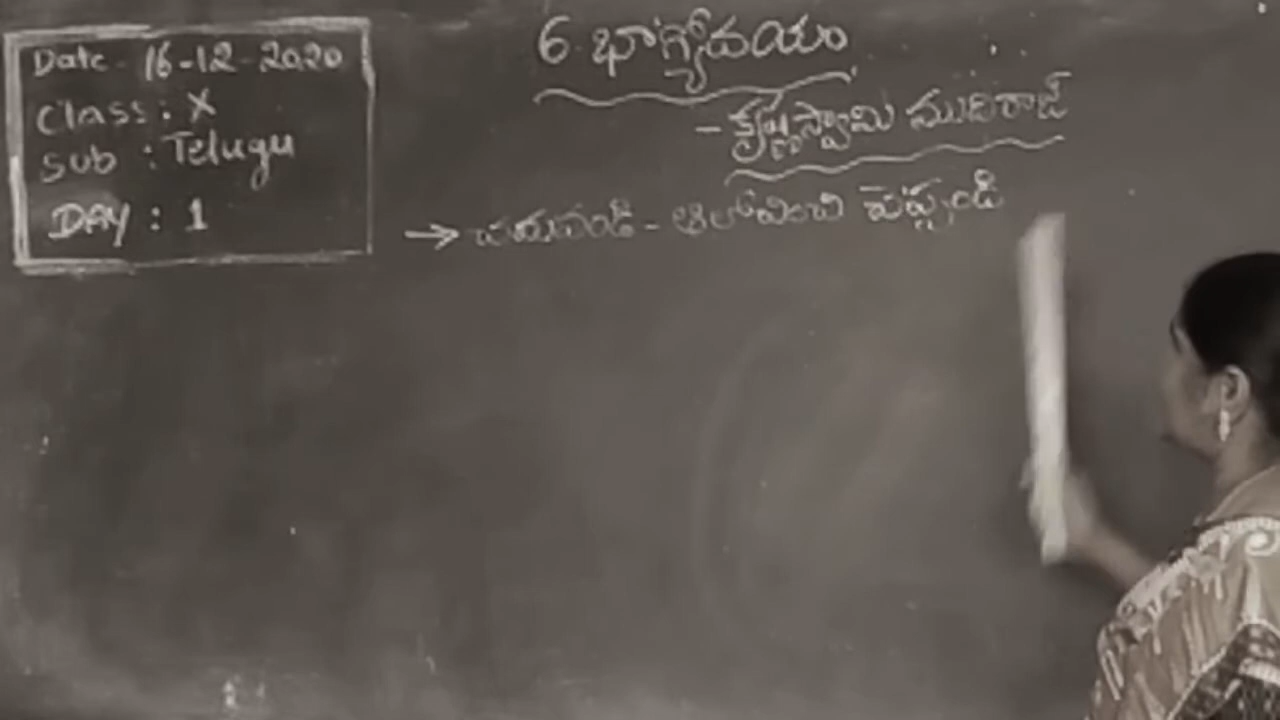 Date - 16-12-2020
Class : X
Sub : Telugu
DAY : 1
6. భాగ్యోదయం
- కృష్ణస్వామి ముదిరాజ్
→ చదువండి - ఆలోచించి చెప్పండి